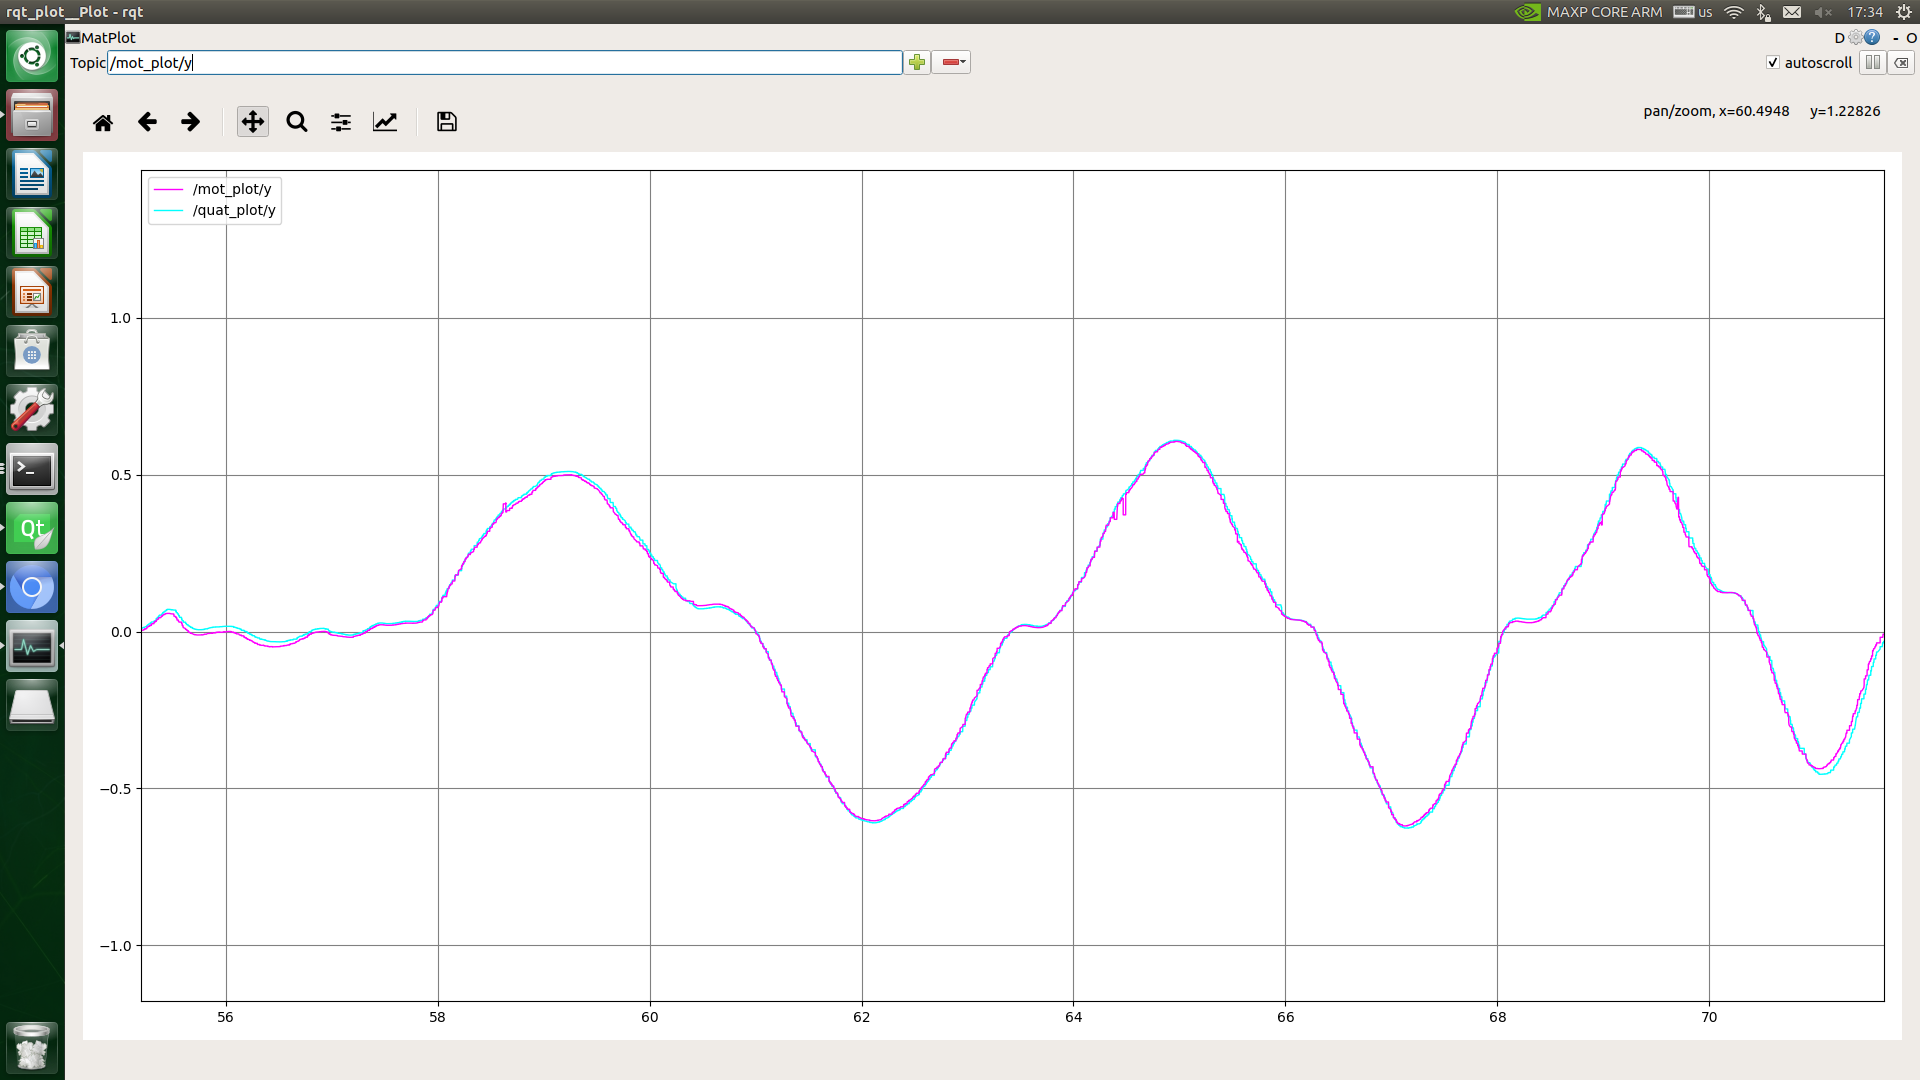 rqt_plot__Plot - rqt
MAXP CORE ARM us 17:34
MatPlot
D ? - O
Topic /mot_plot/y
autoscroll
pan/zoom, x=60.4948 y=1.22826
/mot_plot/y
/quat_plot/y
1.0
0.5
0.0
−0.5
−1.0
56 58 60 62 64 66 68 70
>_
Qt